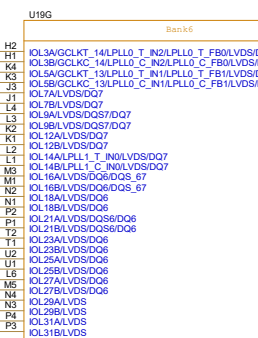 U19G
Bank6
H2 IOL3A/GCLKT_14/LPLL0_T_IN2/LPLL0_T_FB0/LVDS/
H1 IOL3B/GCLKC_14/LPLL0_C_IN2/LPLL0_C_FB0/LVDS/
K4 IOL5A/GCLKT_13/LPLL0_T_IN1/LPLL0_T_FB1/LVDS/
K3 IOL5B/GCLKC_13/LPLL0_C_IN1/LPLL0_C_FB1/LVDS/
J3 IOL7A/LVDS/DQ7
J1 IOL7B/LVDS/DQ7
L4 IOL9A/LVDS/DQS7/DQ7
L3 IOL9B/LVDS/DQS7/DQ7
K2 IOL12A/LVDS/DQ7
K1 IOL12B/LVDS/DQ7
L2 IOL14A/LPLL1_T_IN0/LVDS/DQ7
L1 IOL14B/LPLL1_C_IN0/LVDS/DQ7
M3 IOL16A/LVDS/DQ6/DQS_67
M1 IOL16B/LVDS/DQ6/DQS_67
N2 IOL18A/LVDS/DQ6
N1 IOL18B/LVDS/DQ6
P2 IOL21A/LVDS/DQS6/DQ6
P1 IOL21B/LVDS/DQS6/DQ6
T2 IOL23A/LVDS/DQ6
T1 IOL23B/LVDS/DQ6
U2 IOL25A/LVDS/DQ6
U1 IOL25B/LVDS/DQ6
L6 IOL27A/LVDS/DQ6
M5 IOL27B/LVDS/DQ6
N4 IOL29A/LVDS
N3 IOL29B/LVDS
P4 IOL31A/LVDS
P3 IOL31B/LVDS